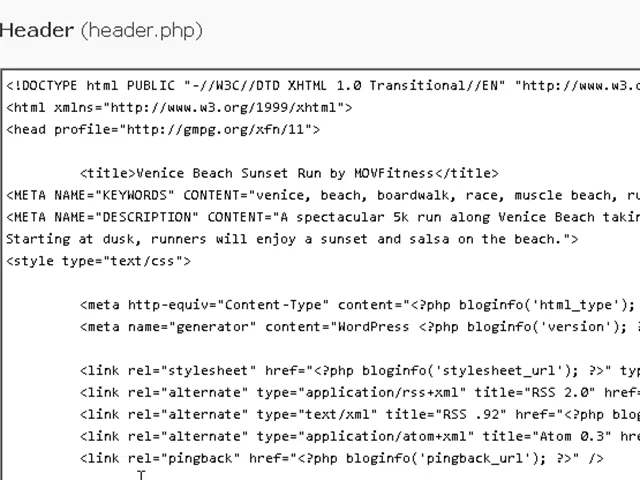 Header (header.php)
<!DOCTYPE html PUBLIC "-//W3C//DTD XHTML 1.0 Transitional//EN" "http://www.w3.o
<html xmlns="http://www.w3.org/1999/xhtml">
<head profile="http://gmpg.org/xfn/11">
<title>Venice Beach Sunset Run by MOVFitness</title>
<META NAME="KEYWORDS" CONTENT="venice, beach, boardwalk, race, muscle beach, ru
<META NAME="DESCRIPTION" CONTENT="A spectacular 5k run along Venice Beach takin
Starting at dusk, runners will enjoy a sunset and salsa on the beach.">
<style type="text/css">
<meta http-equiv="Content-Type" content="<?php bloginfo('html_type');
<meta name="generator" content="WordPress <?php bloginfo('version'); ?
<link rel="stylesheet" href="<?php bloginfo('stylesheet_url'); ?>" typ
<link rel="alternate" type="application/rss+xml" title="RSS 2.0" href=
<link rel="alternate" type="text/xml" title="RSS .92" href="<?php blog
<link rel="alternate" type="application/atom+xml" title="Atom 0.3" hr
<link rel="pingback" href="<?php bloginfo('pingback_url'); ?>" />